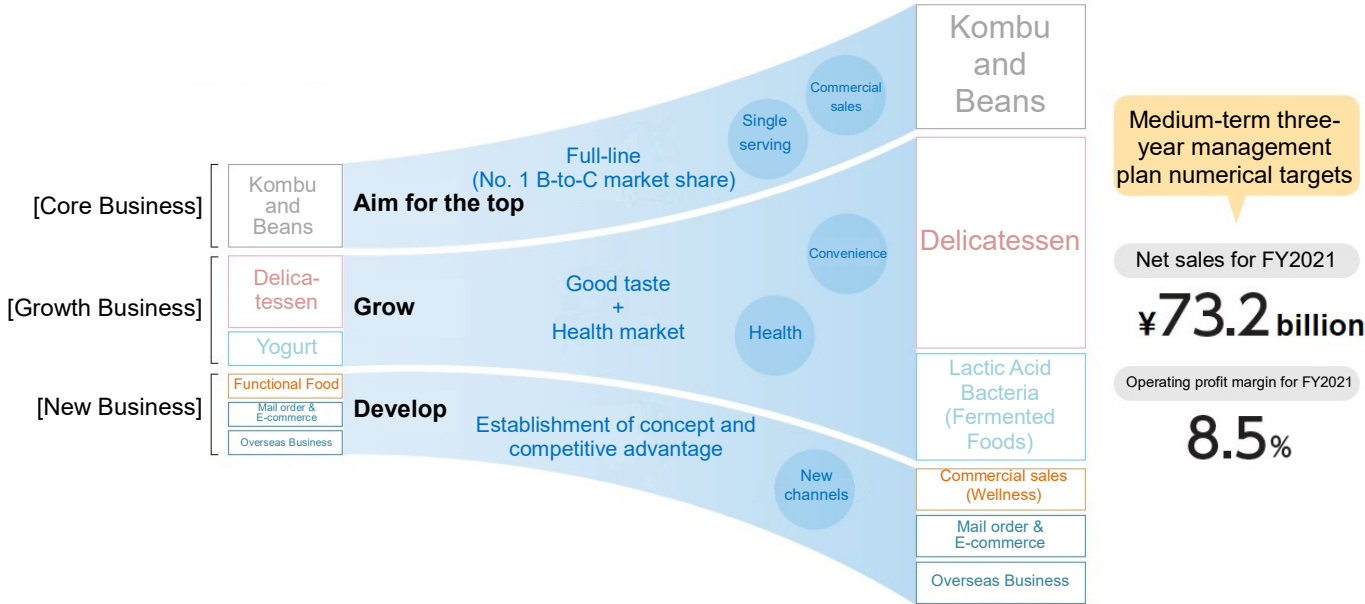 [Core Business]
Kombu
and
Beans
Aim for the top
Full-line
(No. 1 B-to-C market share)
Single
serving
Commercial
sales
Kombu
and
Beans
[Growth Business]
Delica-
tessen
Yogurt
Grow
Good taste
+
Health market
Health
Convenience
Delicatessen
Lactic Acid
Bacteria
(Fermented
Foods)
[New Business]
Functional Food
Mail order &
E-commerce
Overseas Business
Develop
Establishment of concept and
competitive advantage
New
channels
Commercial sales
(Wellness)
Mail order &
E-commerce
Overseas Business
Medium-term three-
year management
plan numerical targets
Net sales for FY2021
¥73.2 billion
Operating profit margin for FY2021
8.5%